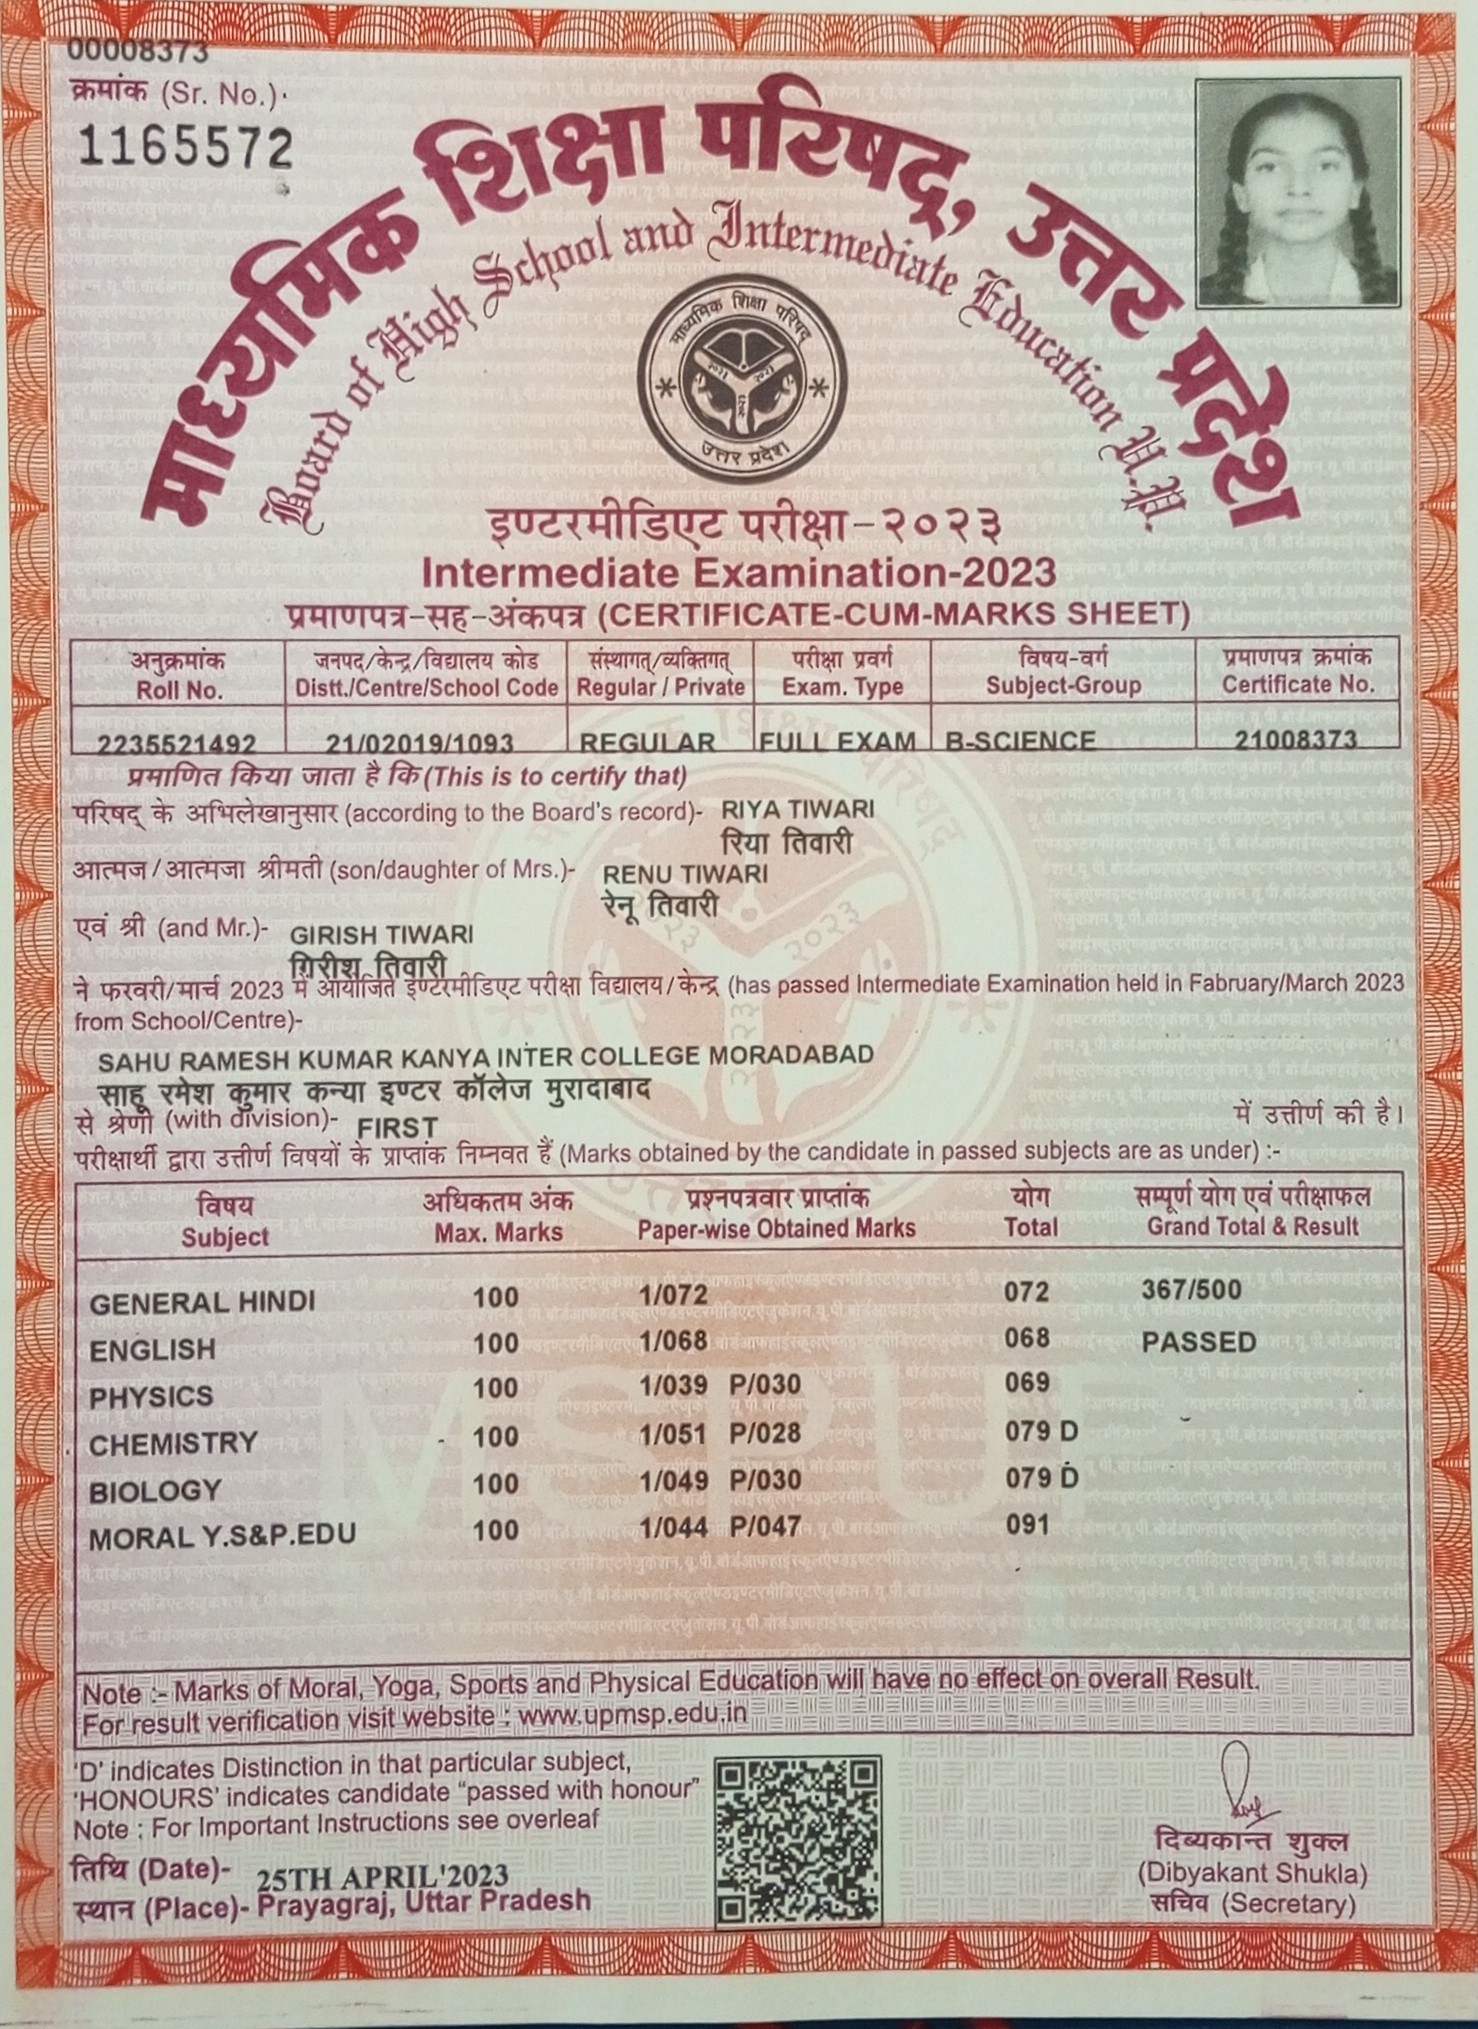 00008373
क्रमांक (Sr. No.).
1165572
माध्यमिक शिक्षा परिषद्, उत्तर प्रदेश
Board of High School and Intermediate Education U.P.
माध्यमिक शिक्षा परिषद्
उत्तर प्रदेश
इण्टरमीडिएट परीक्षा-२०२३
Intermediate Examination-2023
प्रमाणपत्र-सह-अंकपत्र (CERTIFICATE-CUM-MARKS SHEET)
अनुक्रमांक जनपद/केन्द्र/विद्यालय कोड संस्थागत्/व्यक्तिगत् परीक्षा प्रवर्ग विषय-वर्ग प्रमाणपत्र क्रमांक
Roll No. Distt./Centre/School Code Regular / Private Exam. Type Subject-Group Certificate No.
2235521492 21/02019/1093 REGULAR FULL EXAM B-SCIENCE 21008373
प्रमाणित किया जाता है कि (This is to certify that)
परिषद् के अभिलेखानुसार (according to the Board's record)- RIYA TIWARI
रिया तिवारी
आत्मज/आत्मजा श्रीमती (son/daughter of Mrs.)- RENU TIWARI
रेनू तिवारी
एवं श्री (and Mr.)- GIRISH TIWARI
गिरीश तिवारी
ने फरवरी/मार्च 2023 में आयोजित इण्टरमीडिएट परीक्षा विद्यालय/केन्द्र (has passed Intermediate Examination held in Fabruary/March 2023
from School/Centre)-
SAHU RAMESH KUMAR KANYA INTER COLLEGE MORADABAD
साहू रमेश कुमार कन्या इण्टर कॉलेज मुरादाबाद
से श्रेणी (with division)- FIRST में उत्तीर्ण की है।
परीक्षार्थी द्वारा उत्तीर्ण विषयों के प्राप्तांक निम्नवत हैं (Marks obtained by the candidate in passed subjects are as under) :-
विषय अधिकतम अंक प्रश्नपत्रवार प्राप्तांक योग सम्पूर्ण योग एवं परीक्षाफल
Subject Max. Marks Paper-wise Obtained Marks Total Grand Total & Result
GENERAL HINDI 100 1/072 072 367/500
ENGLISH 100 1/068 068 PASSED
PHYSICS 100 1/039 P/030 069
CHEMISTRY 100 1/051 P/028 079 D
BIOLOGY 100 1/049 P/030 079 D
MORAL Y.S&P.EDU 100 1/044 P/047 091
Note :- Marks of Moral, Yoga, Sports and Physical Education will have no effect on overall Result.
For result verification visit website : www.upmsp.edu.in
'D' indicates Distinction in that particular subject,
'HONOURS' indicates candidate "passed with honour"
Note : For Important Instructions see overleaf
तिथि (Date)- 25TH APRIL'2023
स्थान (Place)- Prayagraj, Uttar Pradesh
दिब्यकान्त शुक्ल
(Dibyakant Shukla)
सचिव (Secretary)